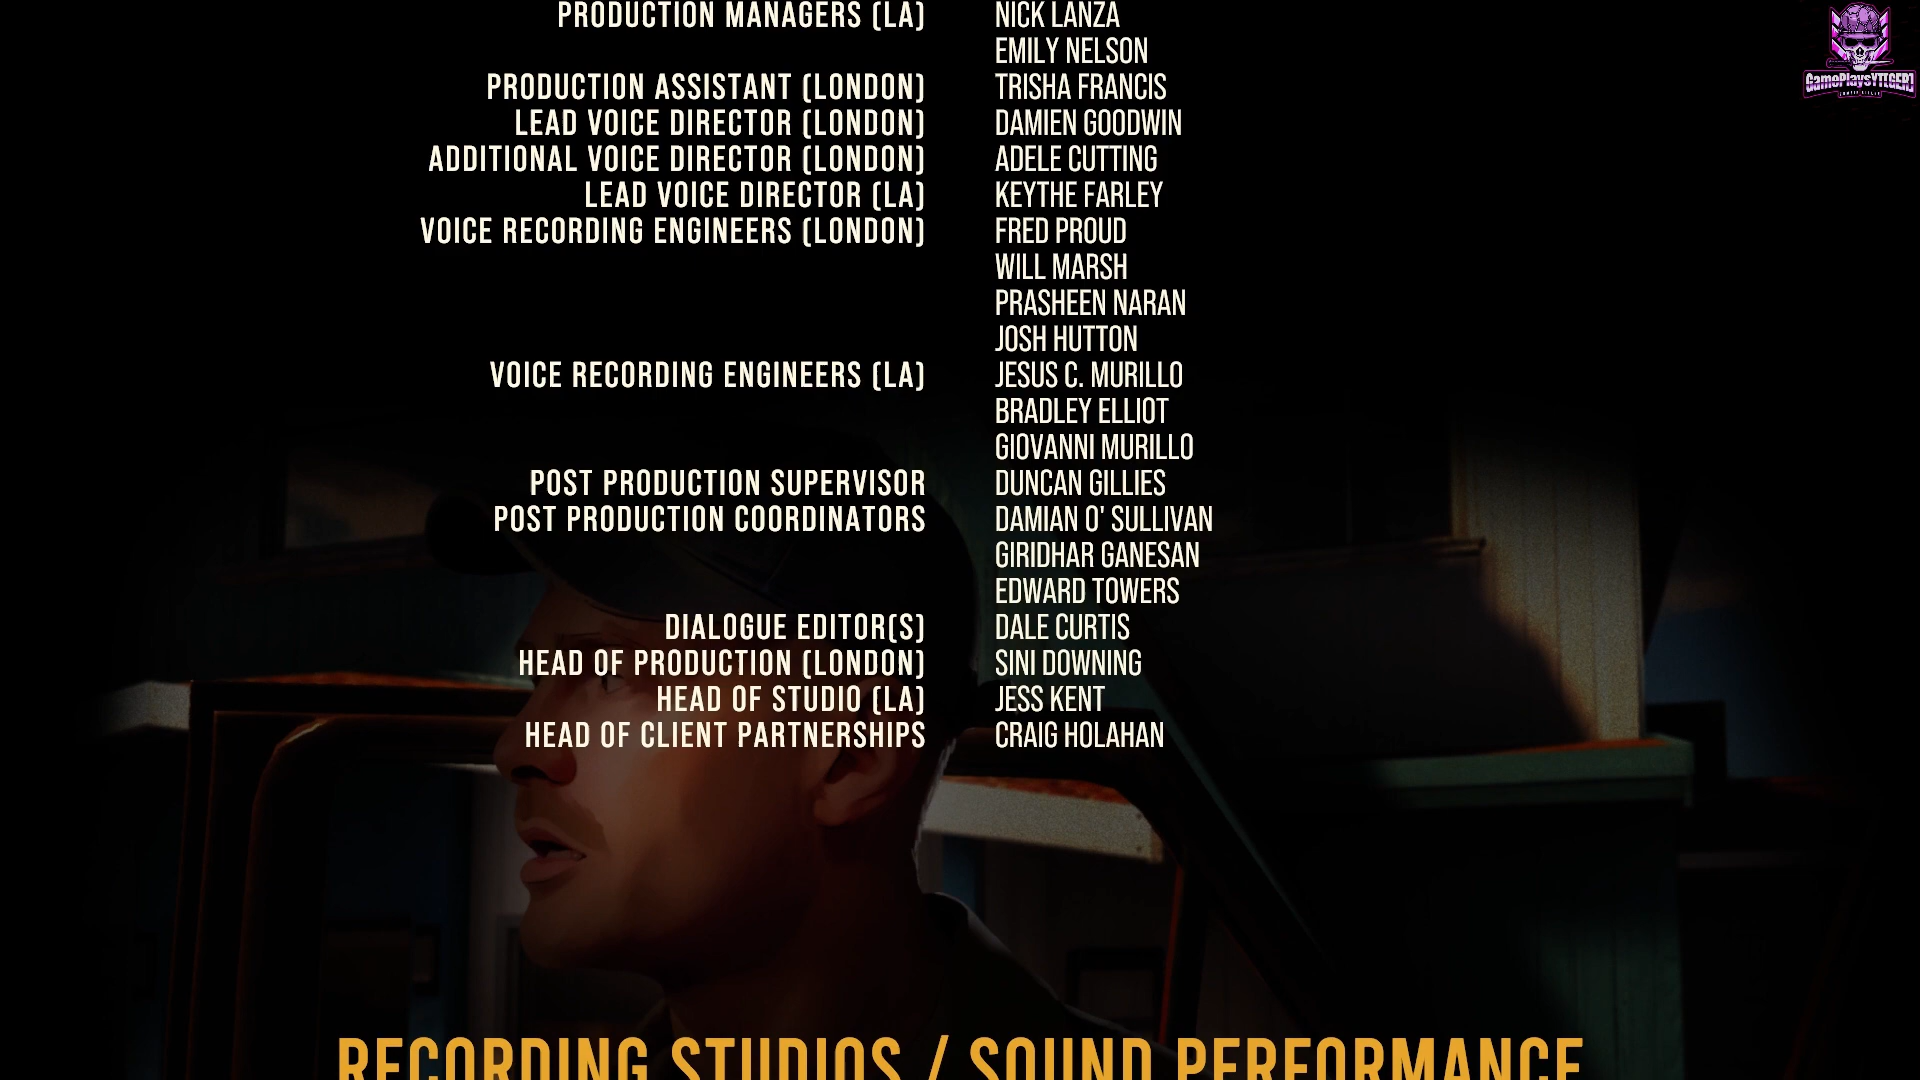 PRODUCTION MANAGERS (LA) NICK LANZA
EMILY NELSON
PRODUCTION ASSISTANT (LONDON) TRISHA FRANCIS
LEAD VOICE DIRECTOR (LONDON) DAMIEN GOODWIN
ADDITIONAL VOICE DIRECTOR (LONDON) ADELE CUTTING
LEAD VOICE DIRECTOR (LA) KEYTHE FARLEY
VOICE RECORDING ENGINEERS (LONDON) FRED PROUD
WILL MARSH
PRASHEEN NARAN
JOSH HUTTON
VOICE RECORDING ENGINEERS (LA) JESUS C. MURILLO
BRADLEY ELLIOT
GIOVANNI MURILLO
POST PRODUCTION SUPERVISOR DUNCAN GILLIES
POST PRODUCTION COORDINATORS DAMIAN O' SULLIVAN
GIRIDHAR GANESAN
EDWARD TOWERS
DIALOGUE EDITOR(S) DALE CURTIS
HEAD OF PRODUCTION (LONDON) SINI DOWNING
HEAD OF STUDIO (LA) JESS KENT
HEAD OF CLIENT PARTNERSHIPS CRAIG HOLAHAN
RECORDING STUDIOS / SOUND PERFORMANCE